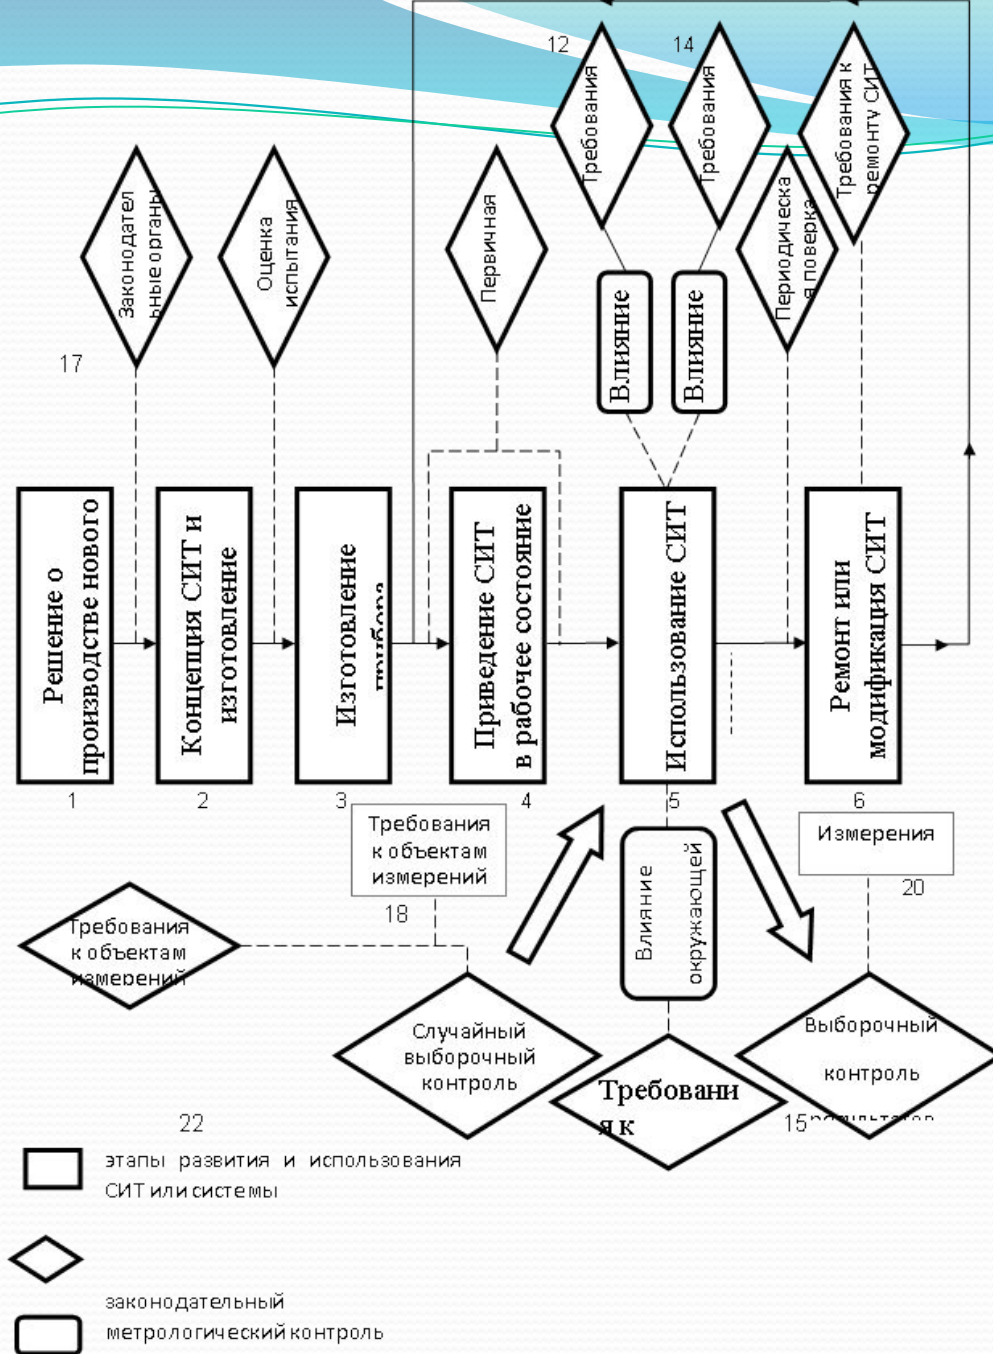 12
14
Требования
Требования
Требования к
ремонту СИТ
Законодател
ьные органы
Оценка
испытания
Первичная
Периодическа
я поверка
17
Влияние
Влияние
Решение о
производстве нового
Концепция СИТ и
изготовление
Изготовление
Приведение СИТ
в рабочее состояние
Использование СИТ
Ремонт или
модификация СИТ
1
2
3
4
5
6
Требования
к объектам
измерений
Измерения
18
20
Требования
к объектам
измерений
Влияние
окружающей
Случайный
выборочный
контроль
Требовани
я к
Выборочный
контроль
22
15
этапы развития и использования
СИТ или системы
законодательный
метрологический контроль